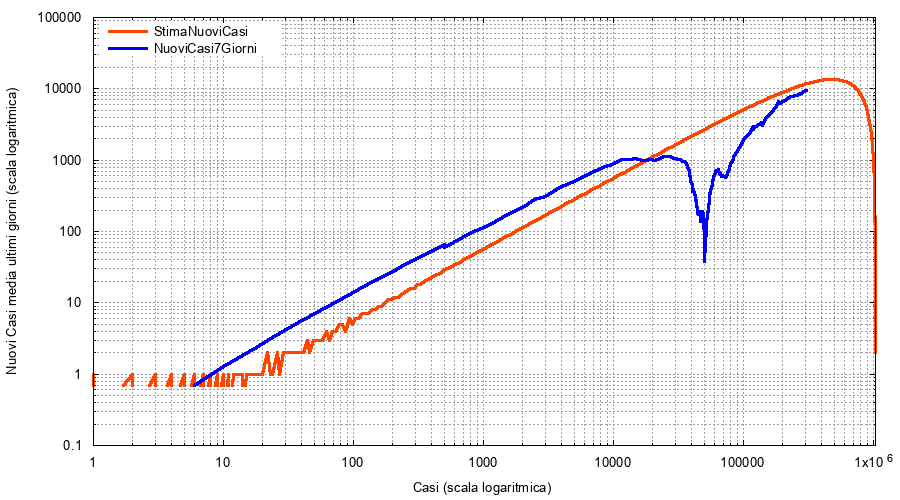 100000
10000
1000
100
10
1
0.1
Nuovi Casi media ultimi giorni (scala logaritmica)
StimaNuoviCasi
NuoviCasi7Giorni
1
10
100
1000
10000
100000
1x10 6
Casi (scala logaritmica)